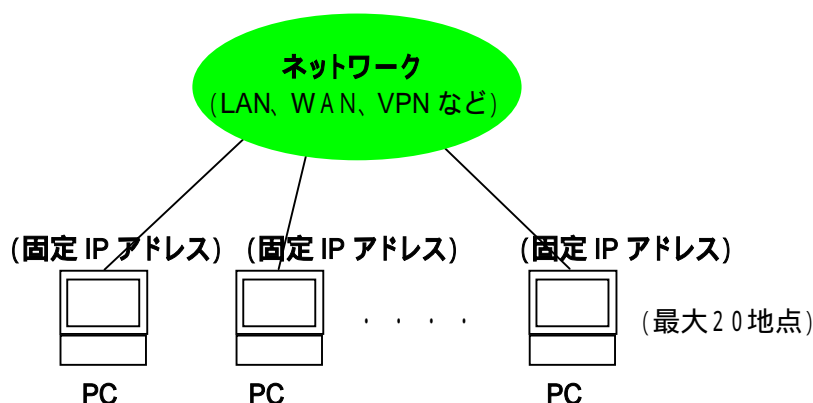 ネットワーク
(LAN、WAN、VPN など)
(固定 IP アドレス) (固定 IP アドレス) (固定 IP アドレス)
・・・・ (最大20地点)
PC PC PC